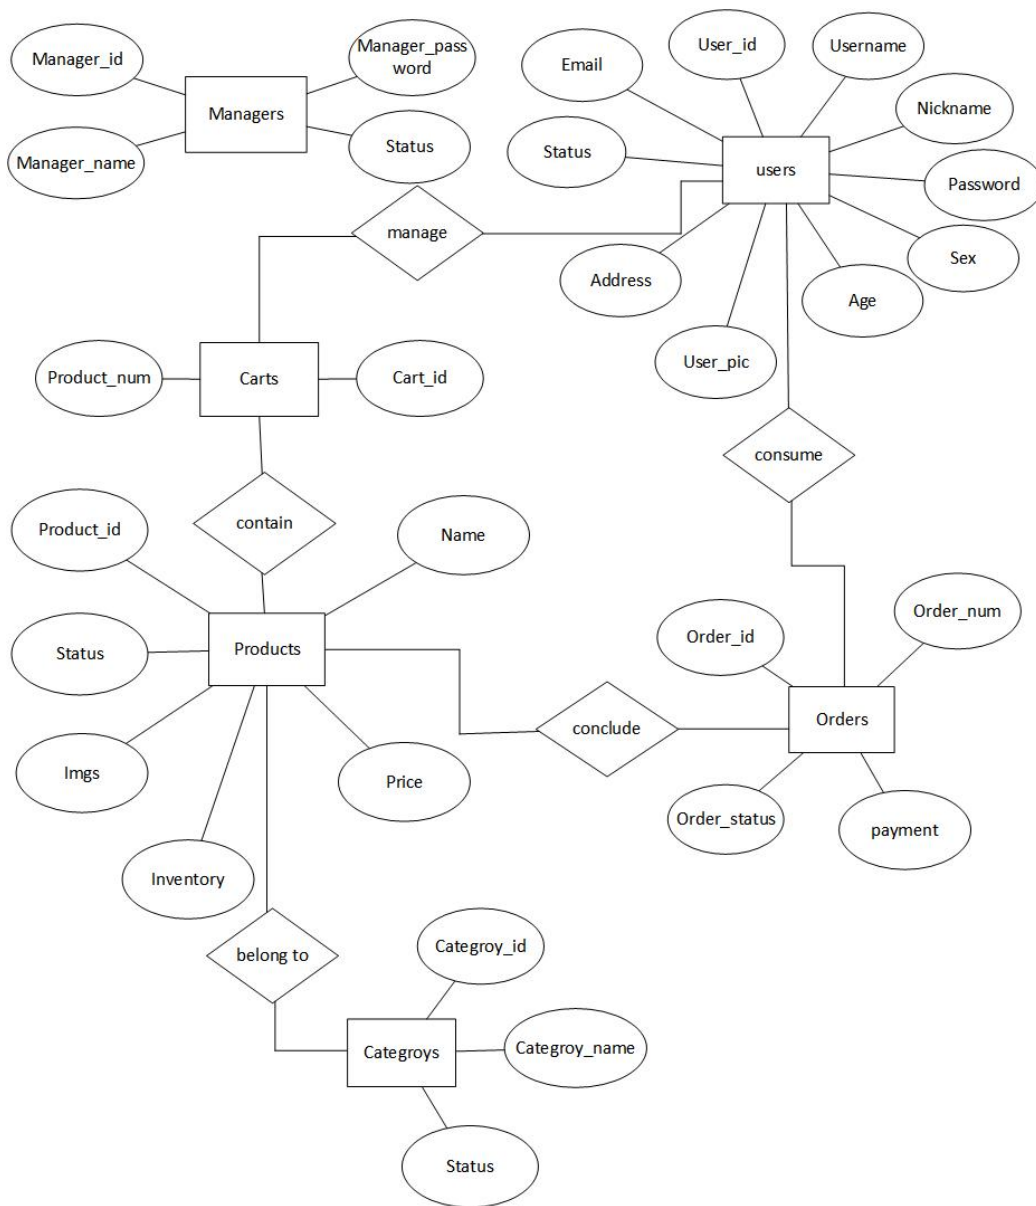 Manager_id
Manager_pass
word
Managers
Manager_name
Status
User_id
Username
Email
Nickname
Status
users
Password
manage
Address
Sex
Age
User_pic
Product_num
Carts
Cart_id
consume
contain
Product_id
Name
Status
Products
Order_id
Order_num
conclude
Orders
Imgs
Price
Order_status
payment
Inventory
belong to
Categroy_id
Categroys
Categroy_name
Status